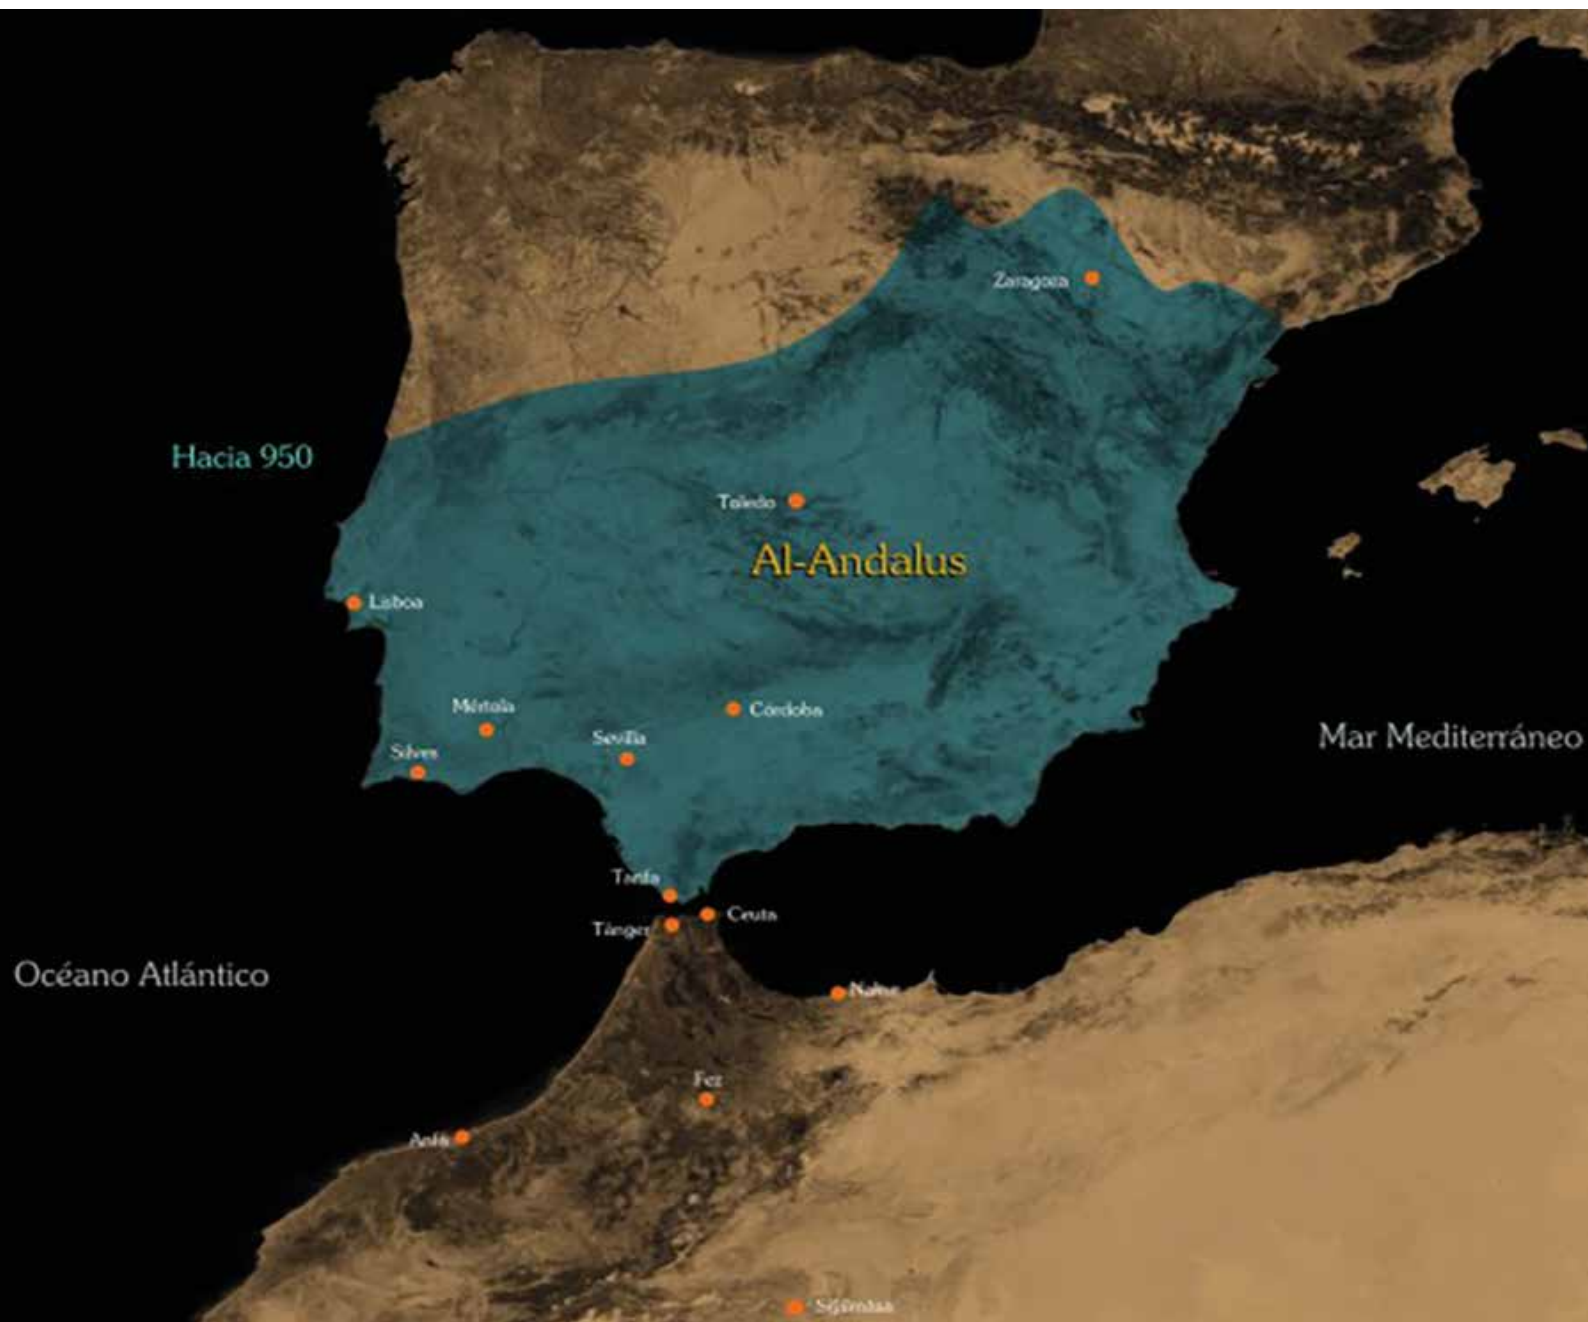 Zaragoza
Hacia 950
Toledo
Al-Andalus
Lisboa
Mértola
Córdoba
Sevilla
Silves
Mar Mediterráneo
Tarifa
Ceuta
Tánger
Océano Atlántico
Fez
Anfa